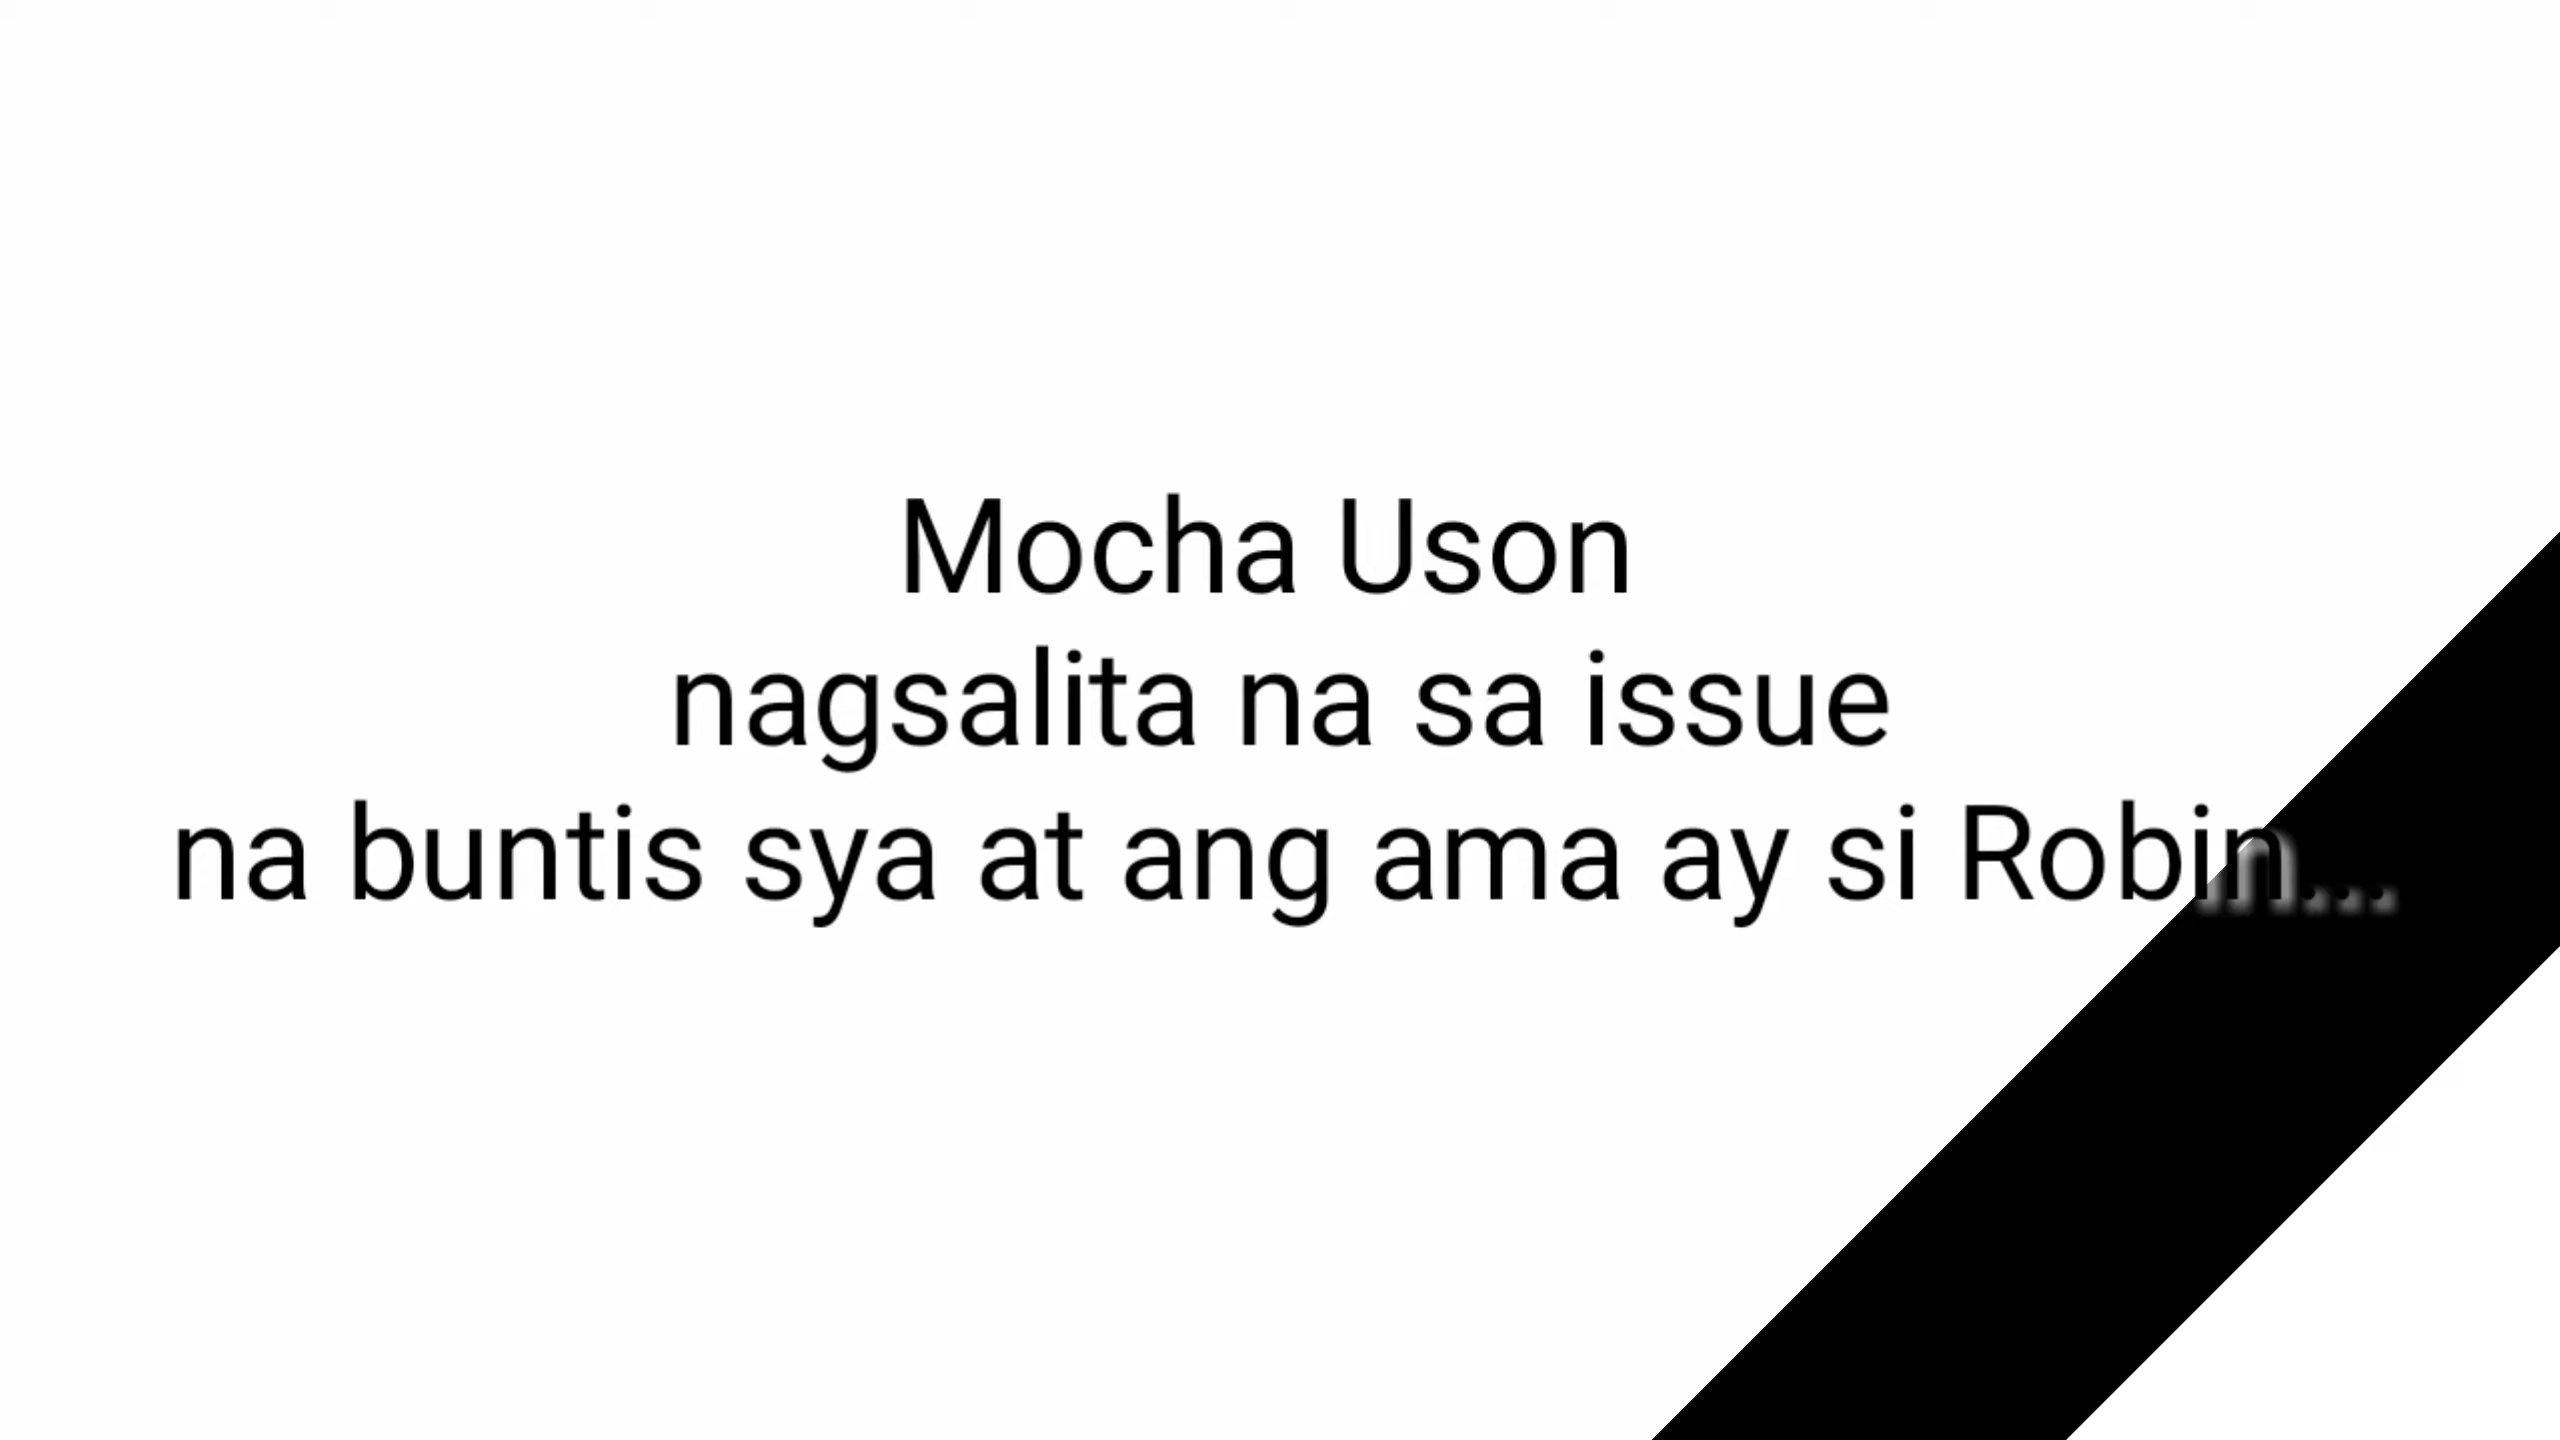 Mocha Uson
nagsalita na sa issue
na buntis sya at ang ama ay si Robin...